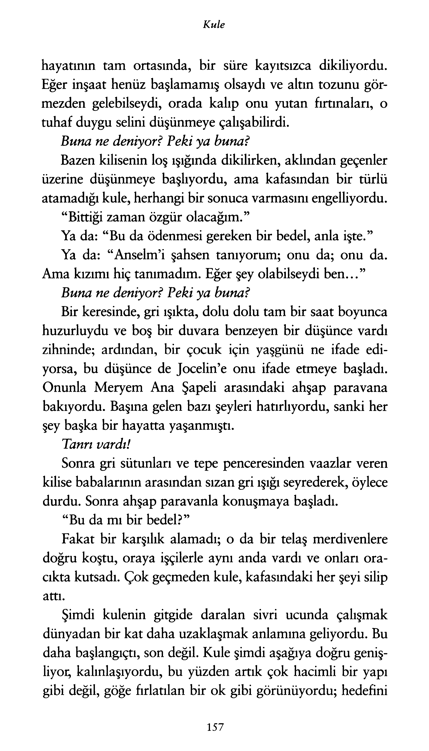 Kule
hayatının tam ortasında, bir süre kayıtsızca dikiliyordu.
Eğer inşaat henüz başlamamış olsaydı ve altın tozunu gör-
mezden gelebilseydi, orada kalıp onu yutan fırtınaları, o
tuhaf duygu selini düşünmeye çalışabilirdi.
Buna ne deniyor? Peki ya buna?
Bazen kilisenin loş ışığında dikilirken, aklından geçenler
üzerine düşünmeye başlıyordu, ama kafasından bir türlü
atamadığı kule, herhangi bir sonuca varmasını engelliyordu.
“Bittiği zaman özgür olacağım.”
Ya da: “Bu da ödenmesi gereken bir bedel, anla işte.”
Ya da: “Anselm’i şahsen tanıyorum; onu da; onu da.
Ama kızımı hiç tanımadım. Eğer şey olabilseydi ben...”
Buna ne deniyor? Peki ya buna?
Bir keresinde, gri ışıkta, dolu dolu tam bir saat boyunca
huzurluydu ve boş bir duvara benzeyen bir düşünce vardı
zihninde; ardından, bir çocuk için yaşgünü ne ifade edi-
yorsa, bu düşünce de Jocelin’e onu ifade etmeye başladı.
Onunla Meryem Ana Şapeli arasındaki ahşap paravana
bakıyordu. Başına gelen bazı şeyleri hatırlıyordu, sanki her
şey başka bir hayatta yaşanmıştı.
Tanrı vardı!
Sonra gri sütunları ve tepe penceresinden vaazlar veren
kilise babalarının arasından sızan gri ışığı seyrederek, öylece
durdu. Sonra ahşap paravanla konuşmaya başladı.
“Bu da mı bir bedel?”
Fakat bir karşılık alamadı; o da bir telaş merdivenlere
doğru koştu, oraya işçilerle aynı anda vardı ve onları ora-
cıkta kutsadı. Çok geçmeden kule, kafasındaki her şeyi silip
attı.
Şimdi kulenin gitgide daralan sivri ucunda çalışmak
dünyadan bir kat daha uzaklaşmak anlamına geliyordu. Bu
daha başlangıçtı, son değil. Kule şimdi aşağıya doğru geniş-
liyor, kalınlaşıyordu, bu yüzden artık çok hacimli bir yapı
gibi değil, göğe fırlatılan bir ok gibi görünüyordu; hedefini
157